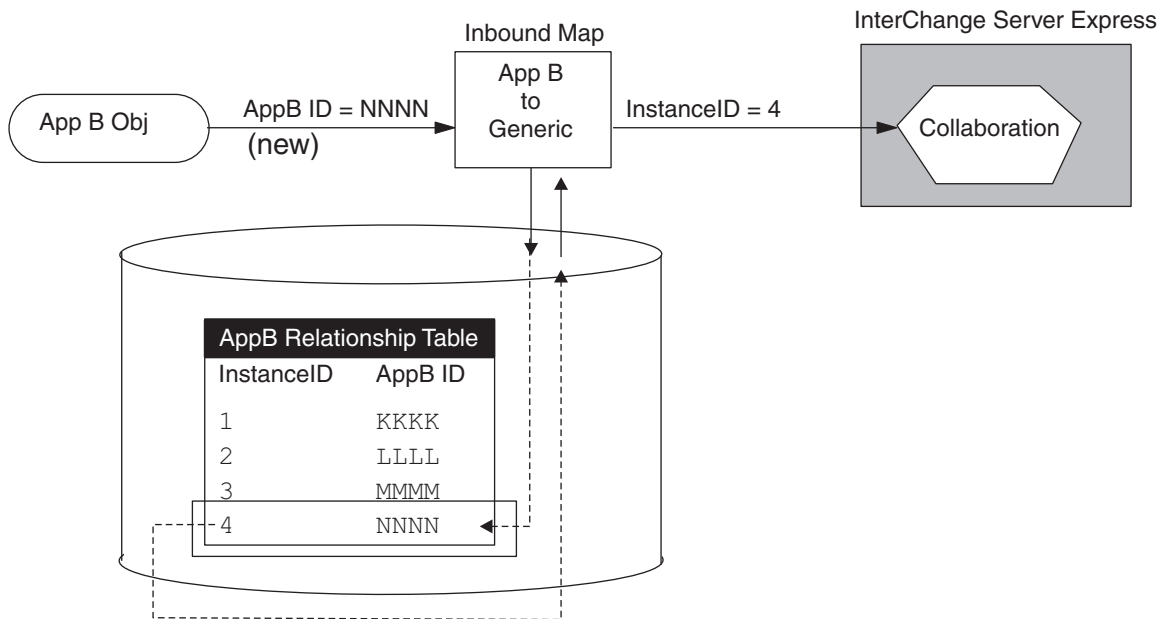 InterChange Server Express
Inbound Map
App B
to
Generic
App B Obj
AppB ID = NNNN
(new)
InstanceID = 4
Collaboration
AppB Relationship Table
InstanceID AppB ID
1 KKKK
2 LLLL
3 MMMM
4 NNNN